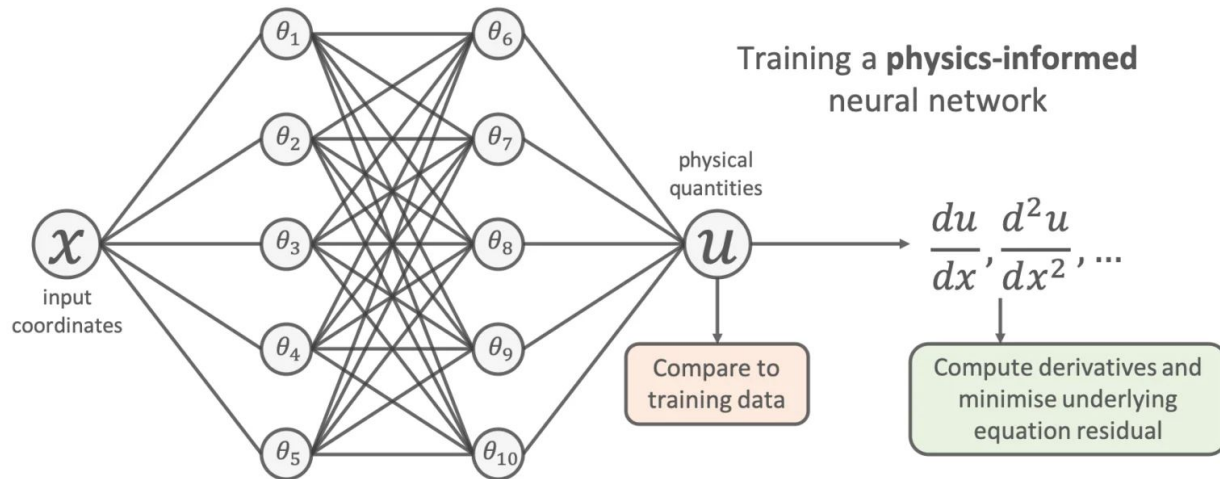 Training a physics-informed
neural network
x
input
coordinates
θ₁
θ₂
θ₃
θ₄
θ₅
θ₆
θ₇
θ₈
θ₉
θ₁₀
physical
quantities
u
du/dx, d²u/dx², ...
Compare to
training data
Compute derivatives and
minimise underlying
equation residual